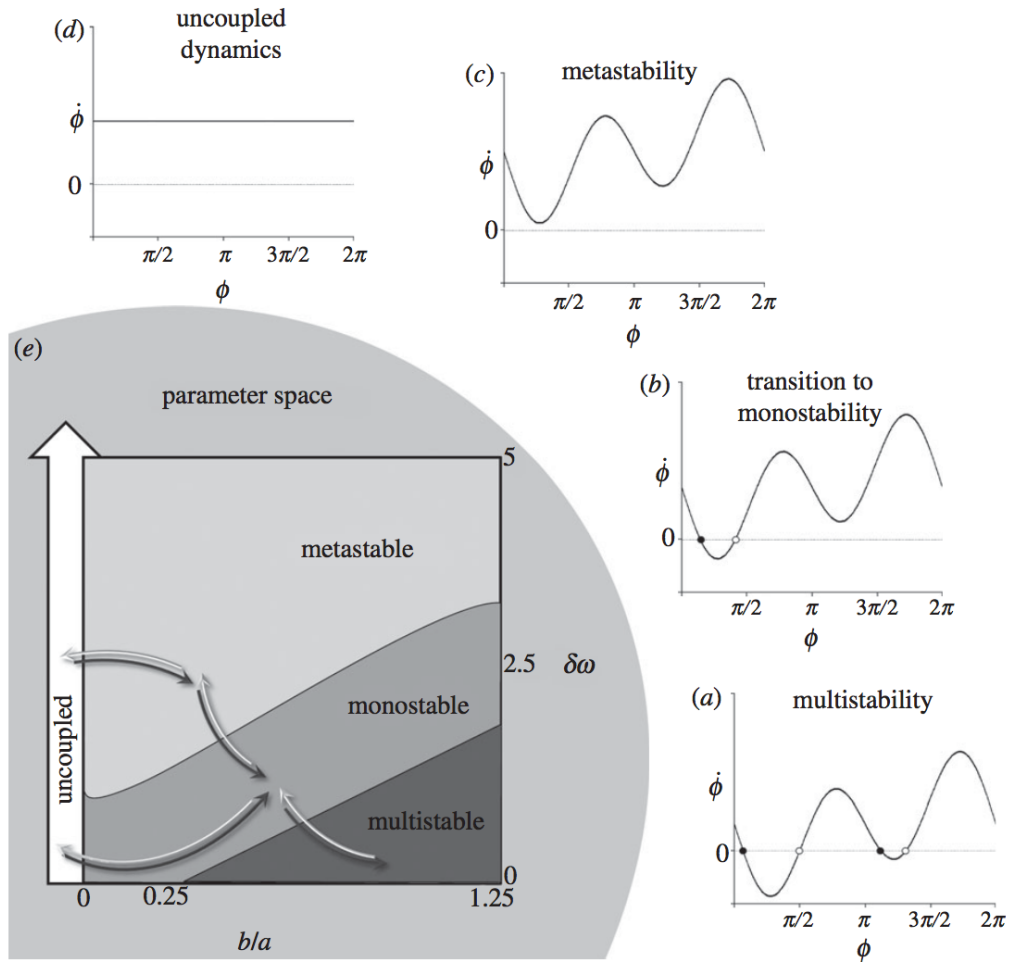 (d)
uncoupled
dynamics
ϕ̇
0
π/2 π 3π/2 2π
ϕ
(c)
metastability
ϕ̇
0
π/2 π 3π/2 2π
ϕ
(b)
transition to
monostability
ϕ̇
0
π/2 π 3π/2 2π
ϕ
(a)
multistability
ϕ̇
0
π/2 π 3π/2 2π
ϕ
(e)
parameter space
5
metastable
2.5 δω
monostable
uncoupled
multistable
0
0 0.25 1.25
b/a